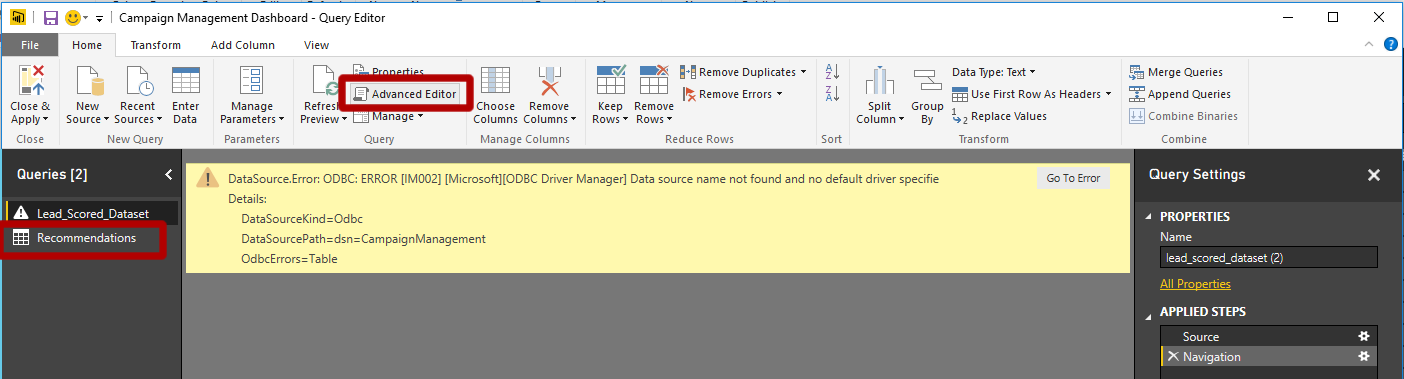 Campaign Management Dashboard - Query Editor
File Home Transform Add Column View
Close & Apply
New Source
Recent Sources
Enter Data
Manage Parameters
Refresh Preview
Properties
Advanced Editor
Manage
Choose Columns
Remove Columns
Keep Rows
Remove Rows
Remove Duplicates
Remove Errors
A
Z
Z
A
Split Column
Group By
Data Type: Text
Use First Row As Headers
1
2
Replace Values
Merge Queries
Append Queries
Combine Binaries
Close New Query Parameters Query Manage Columns Reduce Rows Sort Transform Combine
Queries [2]
Lead_Scored_Dataset
Recommendations
DataSource.Error: ODBC: ERROR [IM002] [Microsoft][ODBC Driver Manager] Data source name not found and no default driver specifie
Go To Error
Details:
DataSourceKind=Odbc
DataSourcePath=dsn=CampaignManagement
OdbcErrors=Table
Query Settings
PROPERTIES
Name
lead_scored_dataset (2)
All Properties
APPLIED STEPS
Source
Navigation